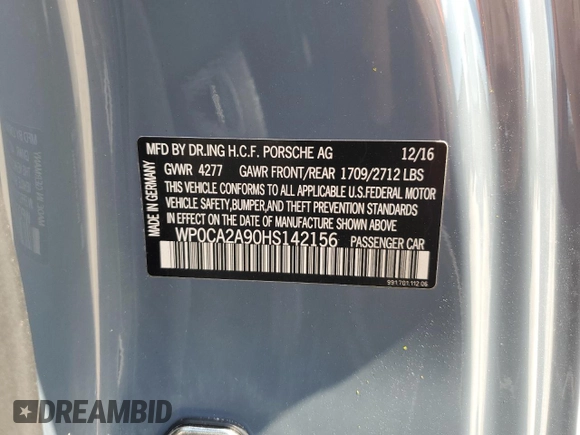 MFD BY DR.ING H.C.F. PORSCHE AG 12/16
GVWR 4277 GAWR FRONT/REAR 1709/2712 LBS
THIS VEHICLE CONFORMS TO ALL APPLICABLE U.S.FEDERAL MOTOR
VEHICLE SAFETY,BUMPER,AND THEFT PREVENTION STANDARDS
IN EFFECT ON THE DATE OF MANUFACTURE SHOWN ABOVE
WP0CA2A90HS142156 PASSENGER CAR
MADE IN GERMANY
991.701.112.06
DREAMBID